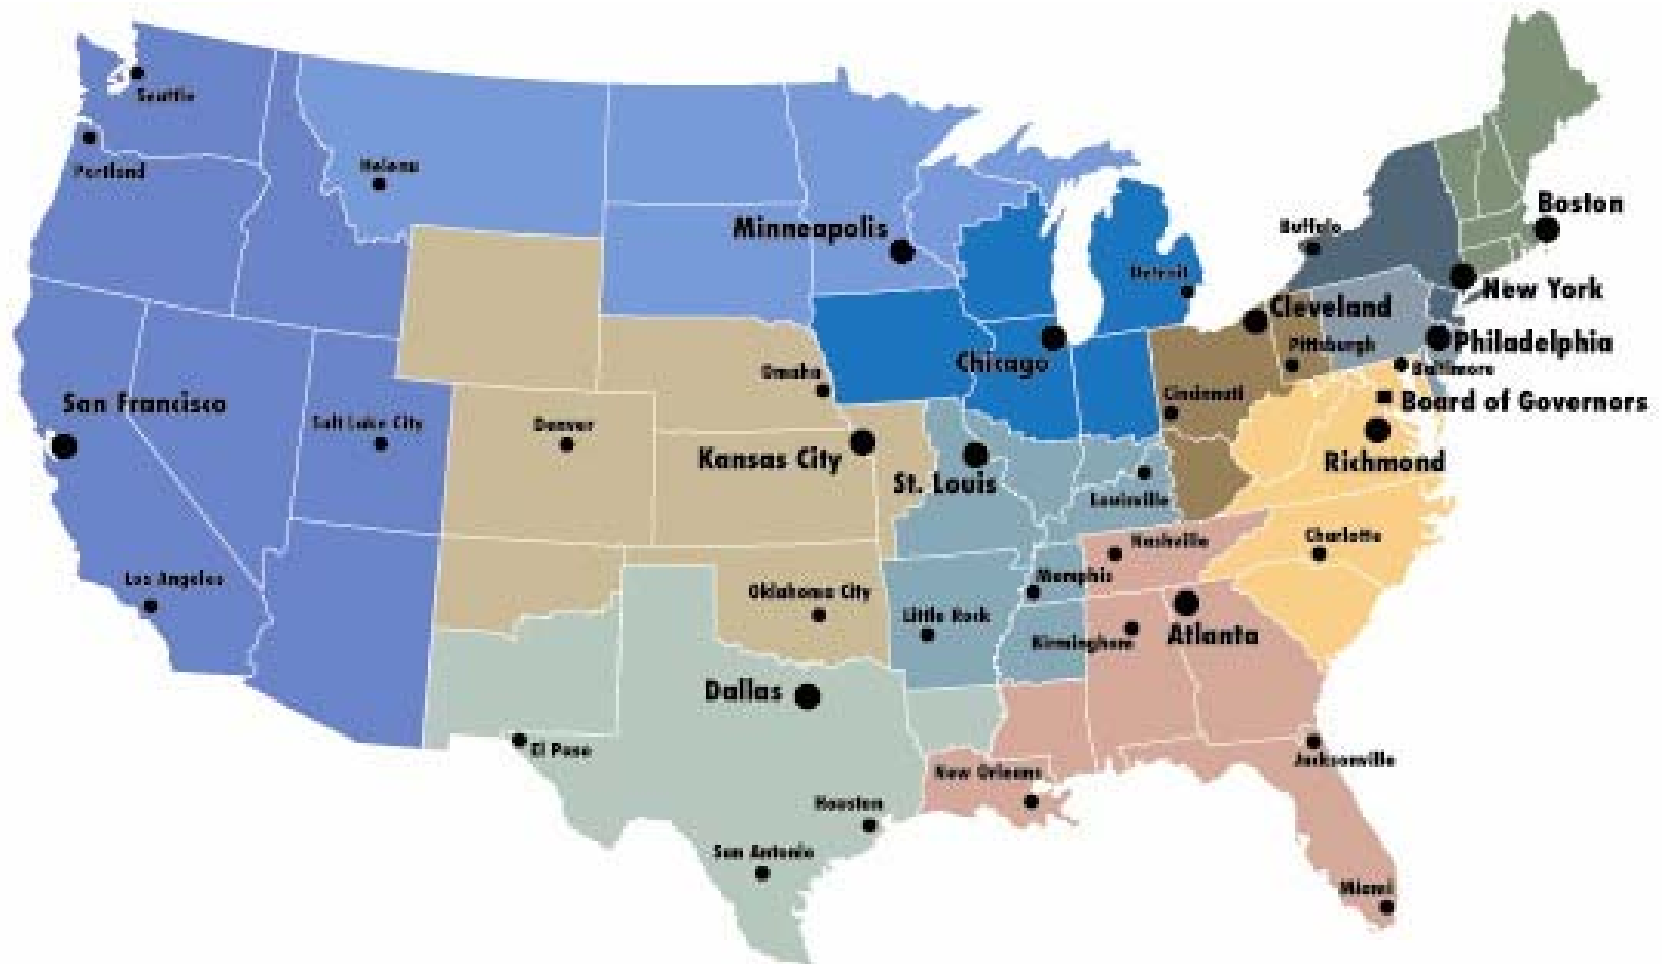 Seattle
Portland
Helena
Minneapolis
Boston
Buffalo
Detroit
New York
Cleveland
Philadelphia
Pittsburgh
Chicago
Baltimore
Omaha
Cincinnati
Board of Governors
San Francisco
Salt Lake City
Denver
Kansas City
Richmond
St. Louis
Louisville
Charlotte
Nashville
Los Angeles
Memphis
Oklahoma City
Little Rock
Birmingham
Atlanta
Dallas
El Paso
Jacksonville
New Orleans
Houston
San Antonio
Miami